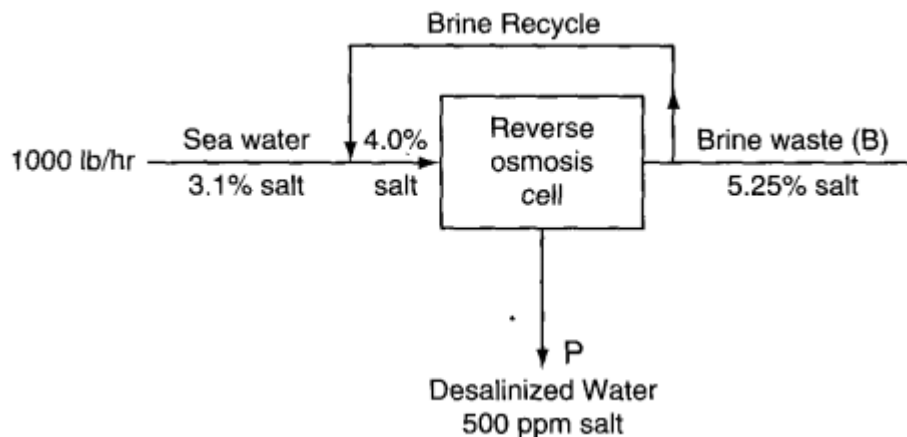 Brine Recycle
1000 lb/hr
Sea water
3.1% salt
4.0%
salt
Reverse
osmosis
cell
Brine waste (B)
5.25% salt
P
Desalinized Water
500 ppm salt